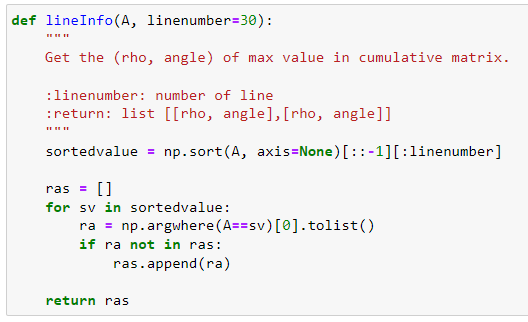 def lineInfo(A, linenumber=30):
    """
    Get the (rho, angle) of max value in cumulative matrix.

    :linenumber: number of line
    :return: list [[rho, angle],[rho, angle]]
    """
    sortedvalue = np.sort(A, axis=None)[::-1][:linenumber]

    ras = []
    for sv in sortedvalue:
        ra = np.argwhere(A==sv)[0].tolist()
        if ra not in ras:
            ras.append(ra)

    return ras